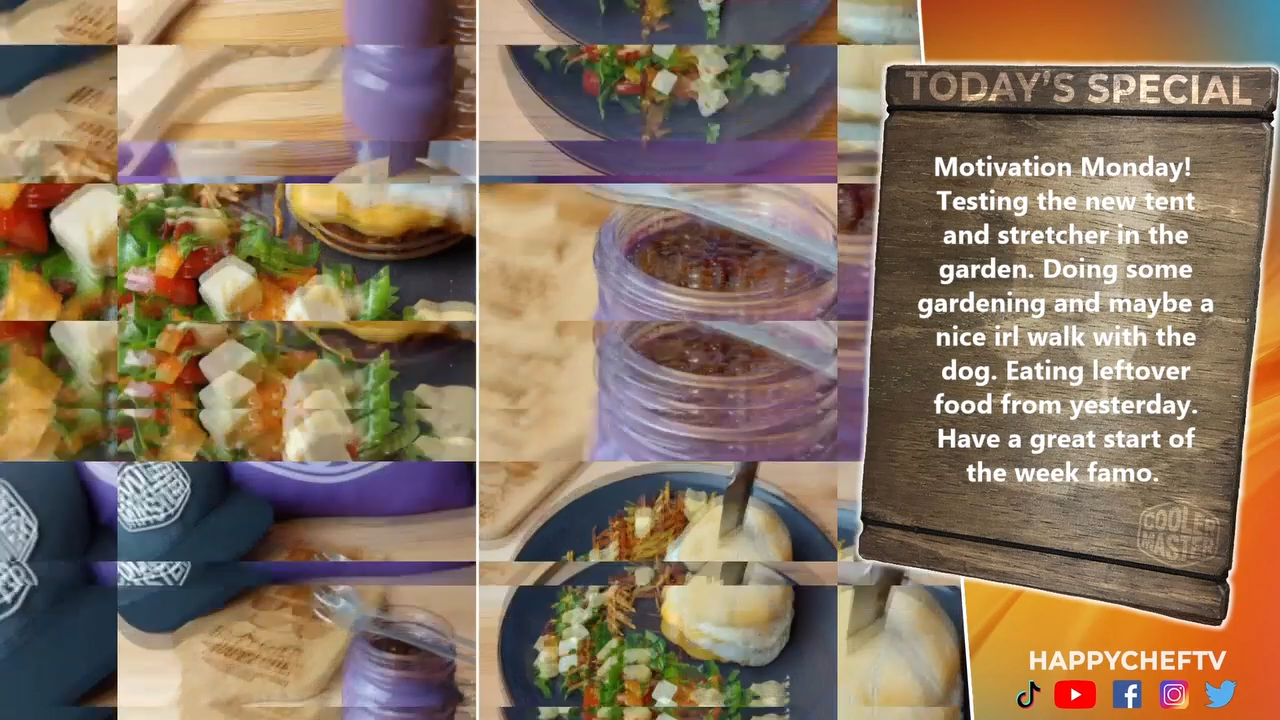 TODAY'S SPECIAL
Motivation Monday!
Testing the new tent
and stretcher in the
garden. Doing some
gardening and maybe a
nice irl walk with the
dog. Eating leftover
food from yesterday.
Have a great start of
the week famo.
COOLER
MASTER
HAPPYCHEFTV